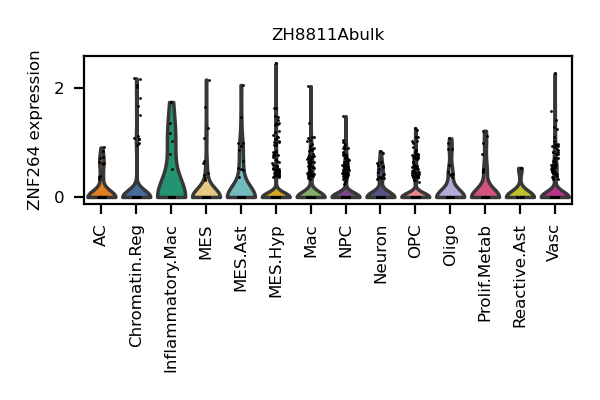 ZH8811Abulk
ZNF264 expression
2
0
AC
Chromatin.Reg
Inflammatory.Mac
MES
MES.Ast
MES.Hyp
Mac
NPC
Neuron
OPC
Oligo
Prolif.Metab
Reactive.Ast
Vasc